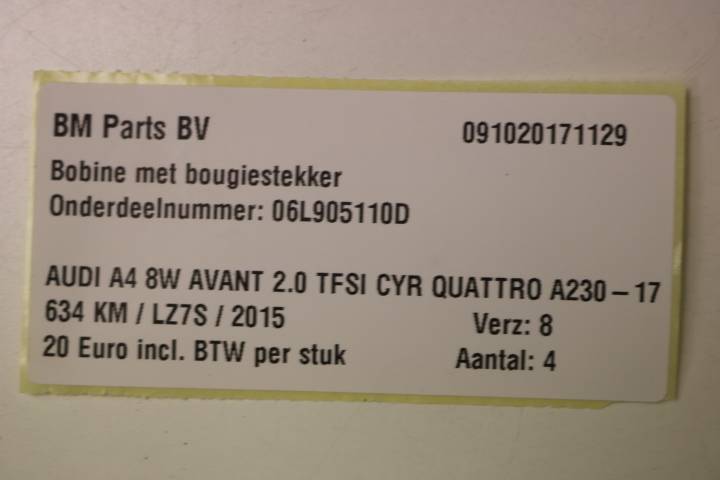 BM Parts BV 091020171129
Bobine met bougiestekker
Onderdeelnummer: 06L905110D
AUDI A4 8W AVANT 2.0 TFSI CYR QUATTRO A230-17
634 KM / LZ7S / 2015 Verz: 8
20 Euro incl. BTW per stuk Aantal: 4